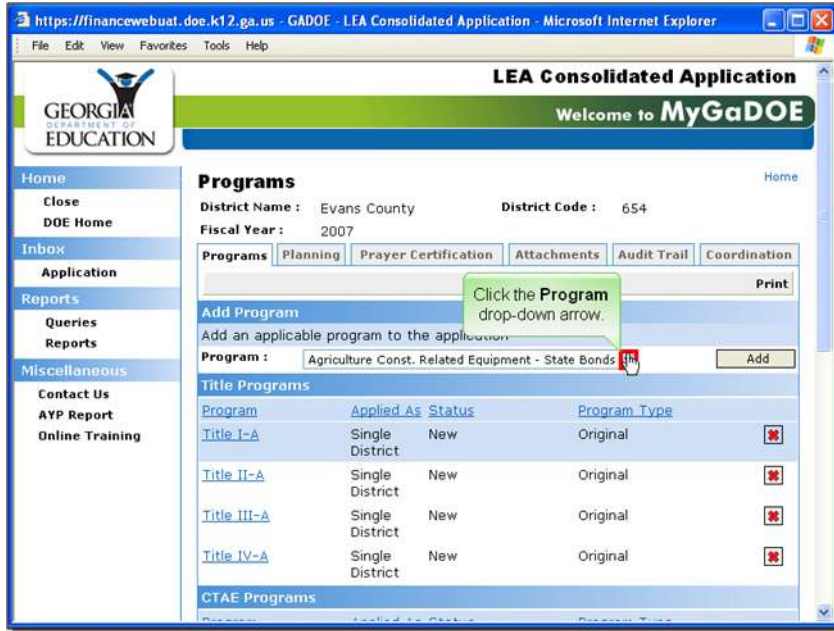 https://financewebuat.doe.k12.ga.us - GADOE - LEA Consolidated Application - Microsoft Internet Explorer
File Edit View Favorites Tools Help
LEA Consolidated Application
Welcome to MyGaDOE
GEORGIA
DEPARTMENT OF
EDUCATION
Home
Close
DOE Home
Inbox
Application
Reports
Queries
Reports
Miscellaneous
Contact Us
AYP Report
Online Training
Programs Home
District Name : Evans County District Code : 654
Fiscal Year : 2007
Programs Planning Prayer Certification Attachments Audit Trail Coordination
Print
Click the Program
drop-down arrow.
Add Program
Add an applicable program to the application
Program : Agriculture Const. Related Equipment - State Bonds Add
Title Programs
Program Applied As Status Program Type
Title I-A Single District New Original
Title II-A Single District New Original
Title III-A Single District New Original
Title IV-A Single District New Original
CTAE Programs
Program Applied As Status Program Type